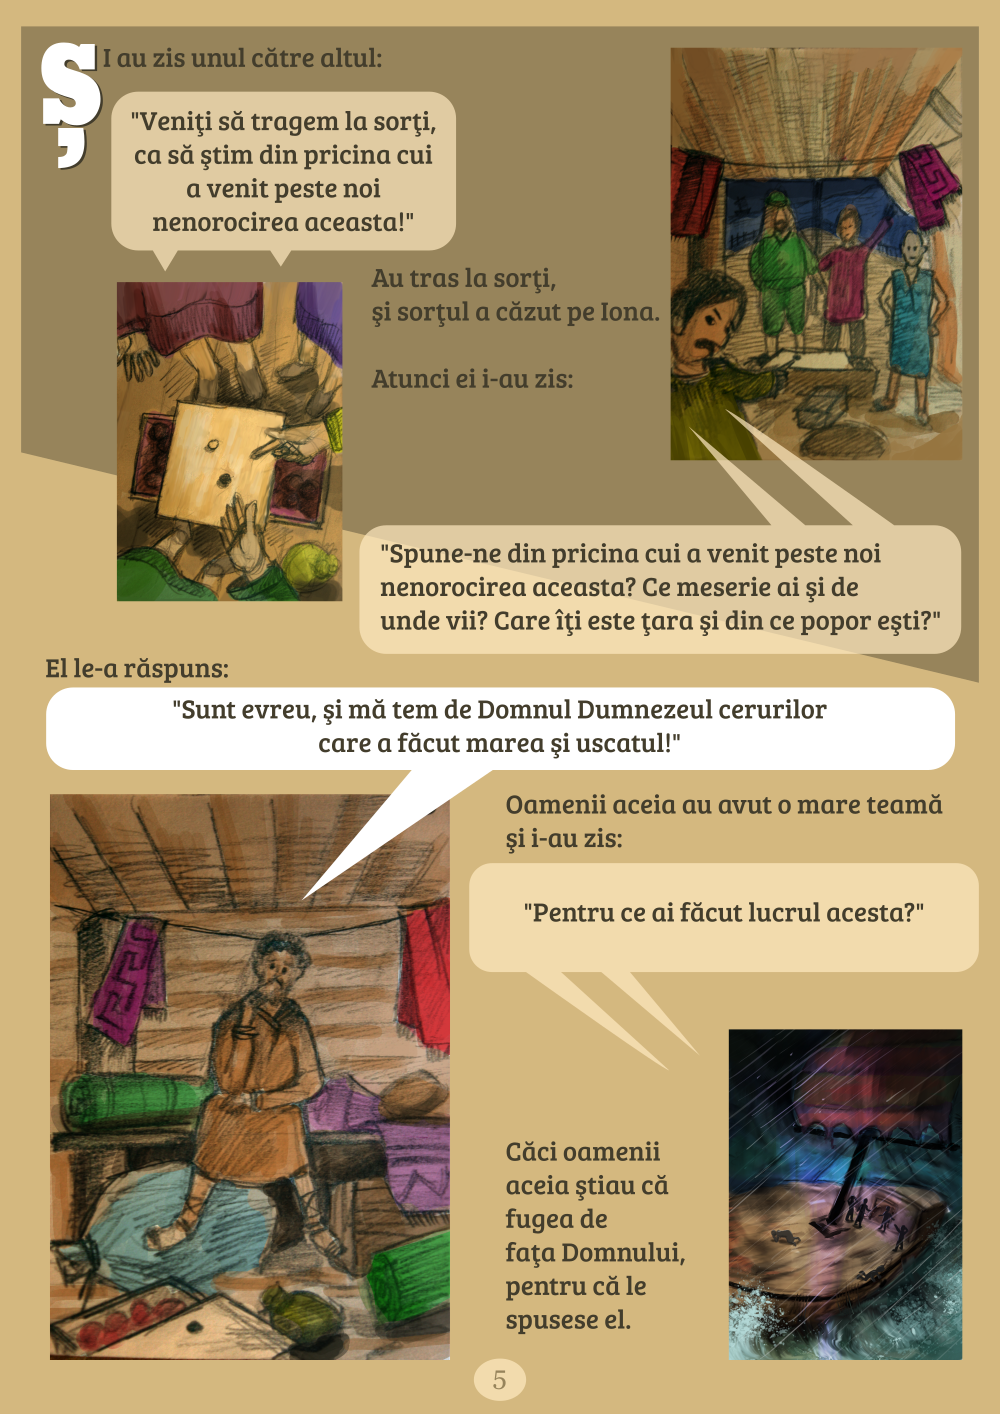 ŞI au zis unul către altul:
"Veniţi să tragem la sorţi,
ca să ştim din pricina cui
a venit peste noi
nenorocirea aceasta!"
Au tras la sorţi,
şi sorţul a căzut pe Iona.
Atunci ei i-au zis:
"Spune-ne din pricina cui a venit peste noi
nenorocirea aceasta? Ce meserie ai şi de
unde vii? Care îţi este ţara şi din ce popor eşti?"
El le-a răspuns:
"Sunt evreu, şi mă tem de Domnul Dumnezeul cerurilor
care a făcut marea şi uscatul!"
Oamenii aceia au avut o mare teamă
şi i-au zis:
"Pentru ce ai făcut lucrul acesta?"
Căci oamenii
aceia ştiau că
fugea de
faţa Domnului,
pentru că le
spusese el.
5